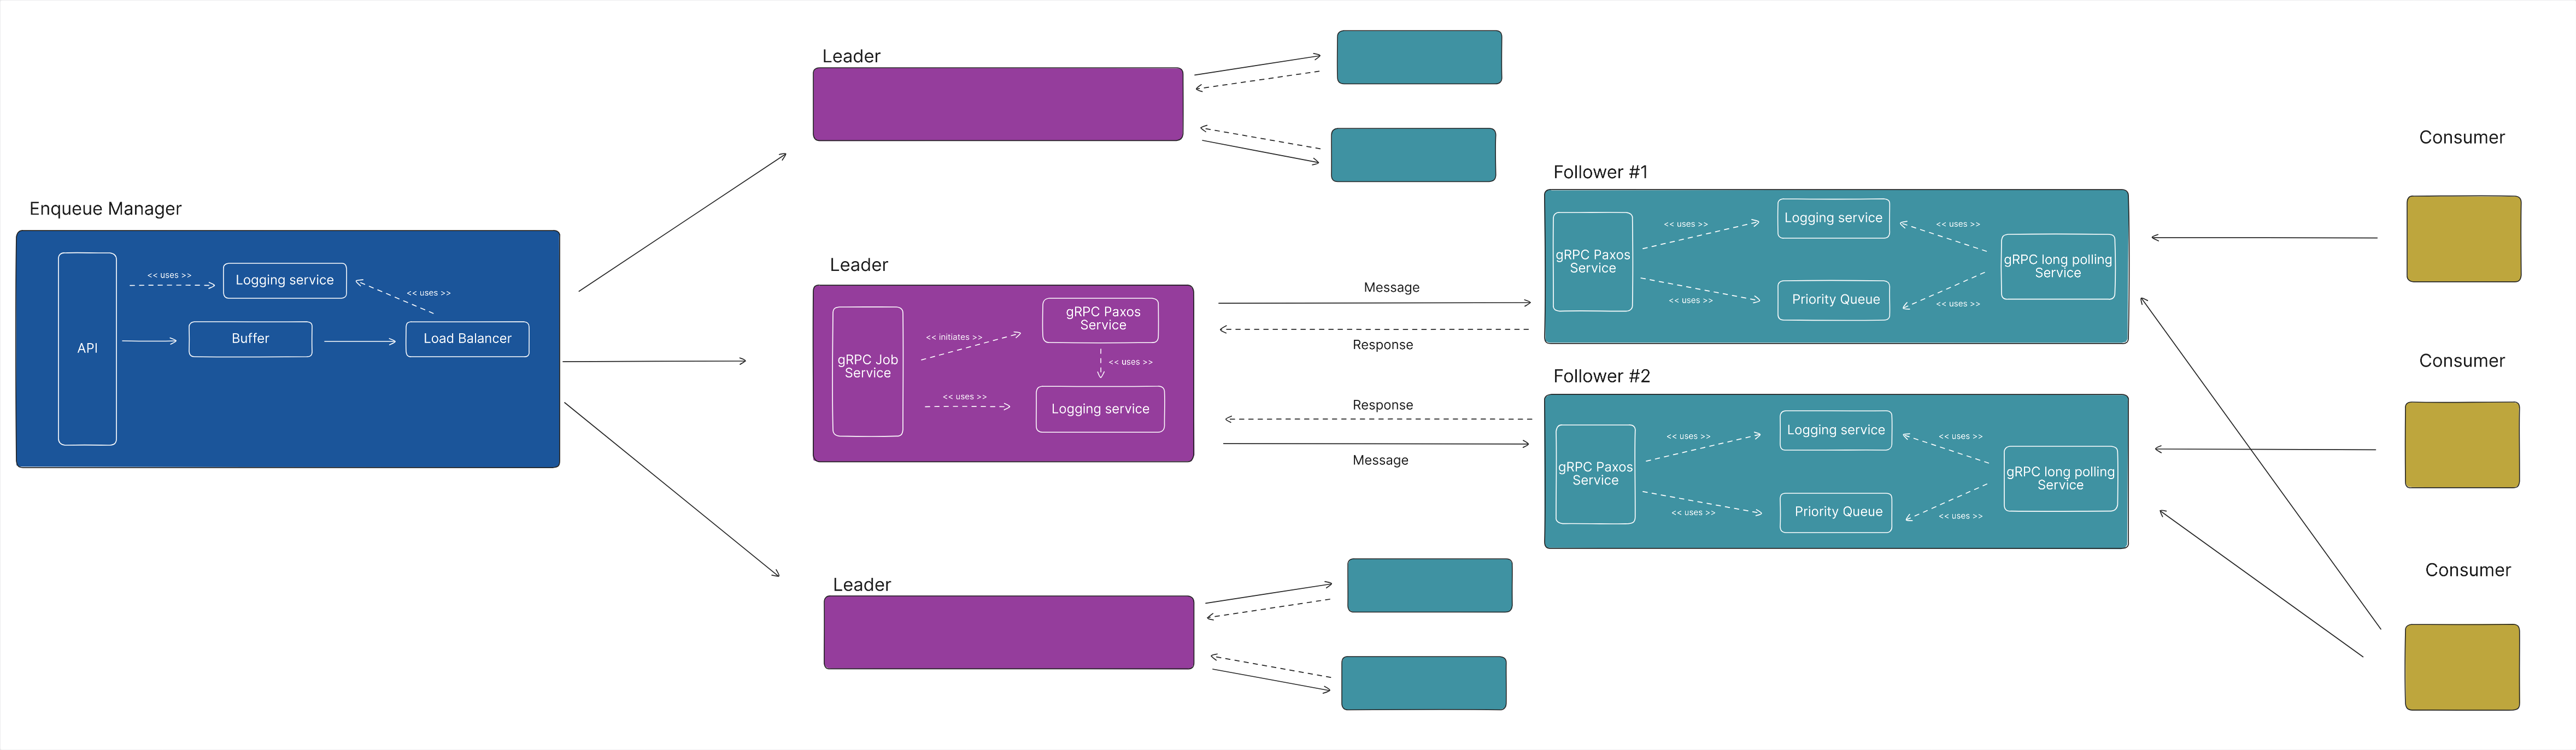 Enqueue Manager
API
<< uses >>
Logging service
<< uses >>
Buffer
Load Balancer
Leader
Leader
gRPC Job
Service
<< initiates >>
gRPC Paxos
Service
<< uses >>
<< uses >>
Logging service
Leader
Message
Response
Response
Message
Follower #1
gRPC Paxos
Service
<< uses >>
<< uses >>
Logging service
Priority Queue
<< uses >>
<< uses >>
gRPC long polling
Service
Follower #2
gRPC Paxos
Service
<< uses >>
<< uses >>
Logging service
Priority Queue
<< uses >>
<< uses >>
gRPC long polling
Service
Consumer
Consumer
Consumer